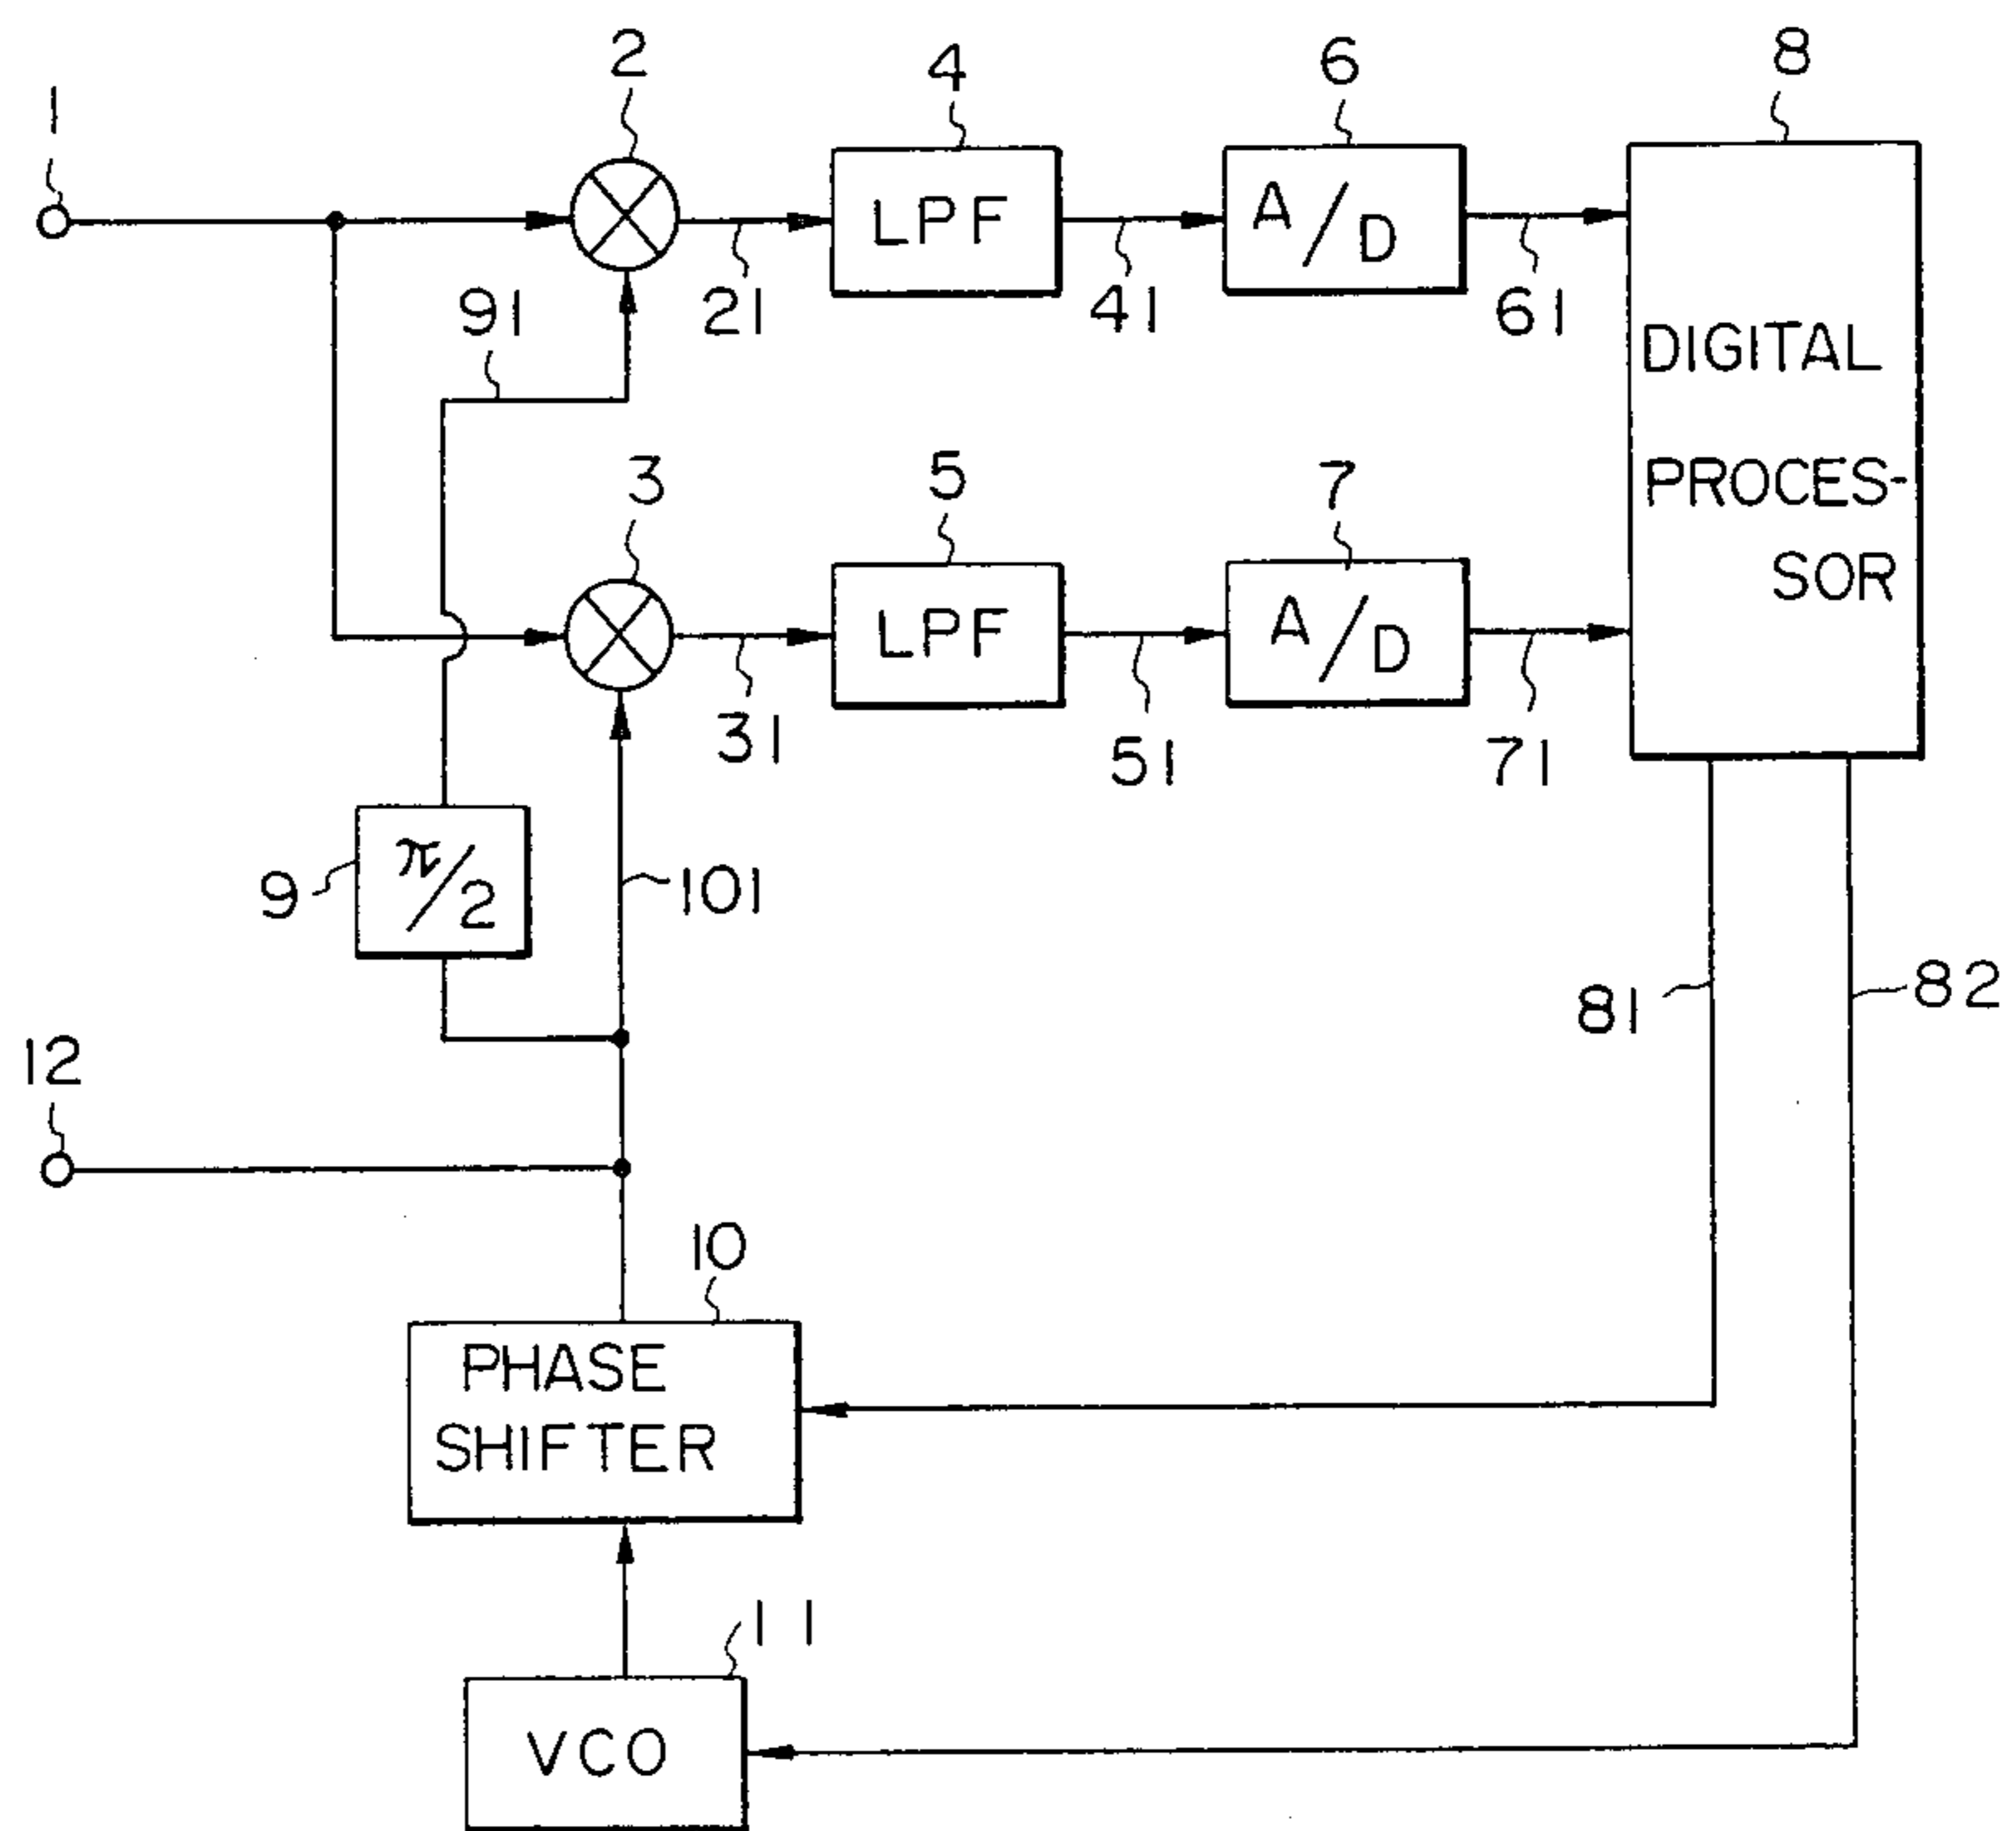 2
4
6
8
1
LPF
A/D
91
21
41
61
DIGITAL
PROCES-
SOR
3
5
7
LPF
A/D
31
51
71
9
π/2
101
81
82
12
10
PHASE
SHIFTER
11
VCO